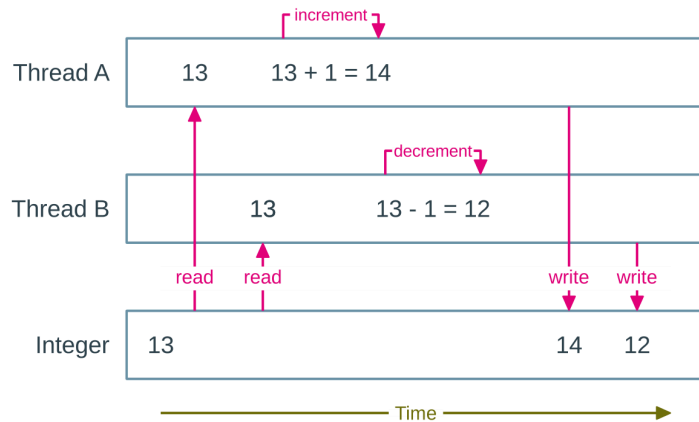 increment
Thread A 13 13 + 1 = 14
decrement
Thread B 13 13 - 1 = 12
read read write write
Integer 13 14 12
Time